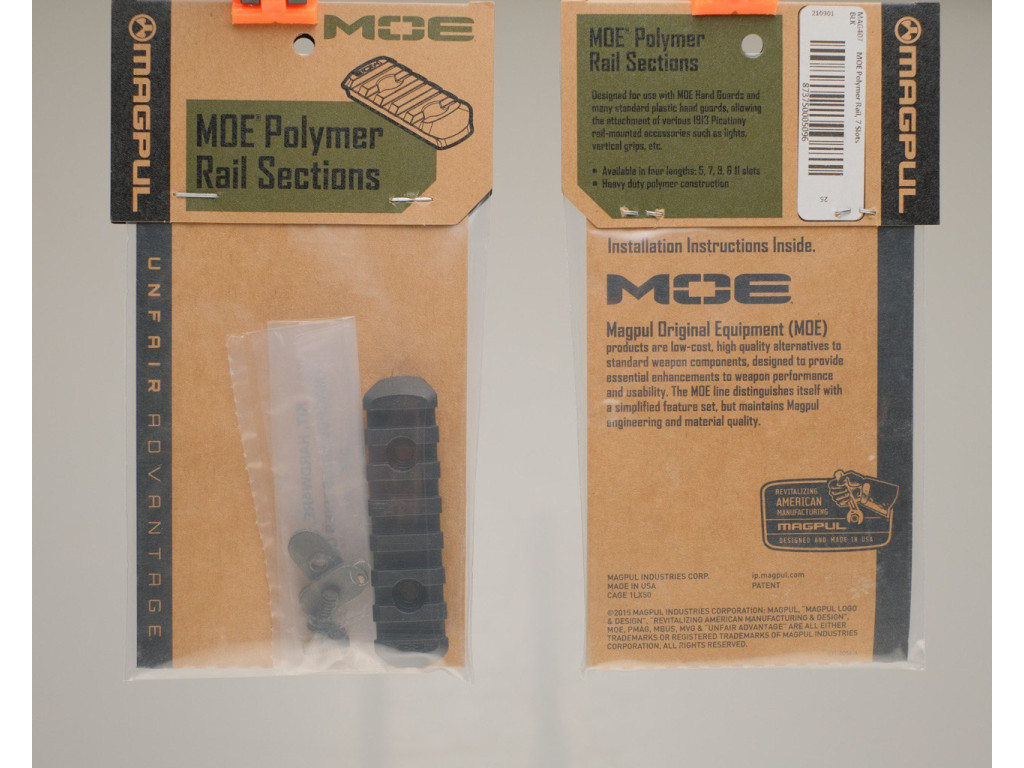 MAGPUL
MOE
MOE® Polymer
Rail Sections
UNFAIR ADVANTAGE
MOE® Polymer
Rail Sections
Designed for use with MOE Hand Guards and
many standard plastic hand guards, allowing
the attachment of various 1913 Picatinny
rail-mounted accessories such as lights,
vertical grips, etc.
• Available in four lengths: 5, 7, 9, & 11 slots
• Heavy duty polymer construction
210901
MAG407
BLK
MOE Polymer Rail, 7 Slots
873750005096
26
MAGPUL
Installation Instructions Inside.
MOE
Magpul Original Equipment (MOE)
products are low-cost, high quality alternatives to
standard weapon components, designed to provide
essential enhancements to weapon performance
and usability. The MOE line distinguishes itself with
a simplified feature set, but maintains Magpul
engineering and material quality.
REVITALIZING
AMERICAN
MANUFACTURING
MAGPUL
DESIGNED AND MADE IN USA
MAGPUL INDUSTRIES CORP.
MADE IN USA
CAGE 1LX50
ip.magpul.com
PATENT
©2015 MAGPUL INDUSTRIES CORPORATION: MAGPUL, "MAGPUL LOGO
& DESIGN", "REVITALIZING AMERICAN MANUFACTURING & DESIGN",
MOE, PMAG, MBUS, MVG & "UNFAIR ADVANTAGE" ARE ALL EITHER
TRADEMARKS OR REGISTERED TRADEMARKS OF MAGPUL INDUSTRIES
CORPORATION, ALL RIGHTS RESERVED.